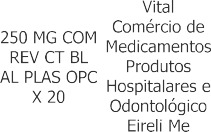 250 MG COM
REV CT BL
AL PLAS OPC
X 20
Vital
Comércio de
Medicamentos
Produtos
Hospitalares e
Odontológico
Eireli Me